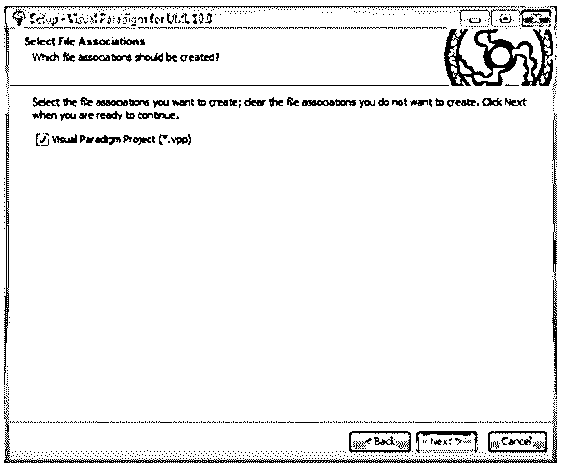 Setup - Visual Paradigm for UML 10.0
Select File Associations
Which file associations should be created?
Select the file associations you want to create; clear the file associations you do not want to create. Click Next
when you are ready to continue.
Visual Paradigm Project (*.vpp)
< Back
Next >
Cancel